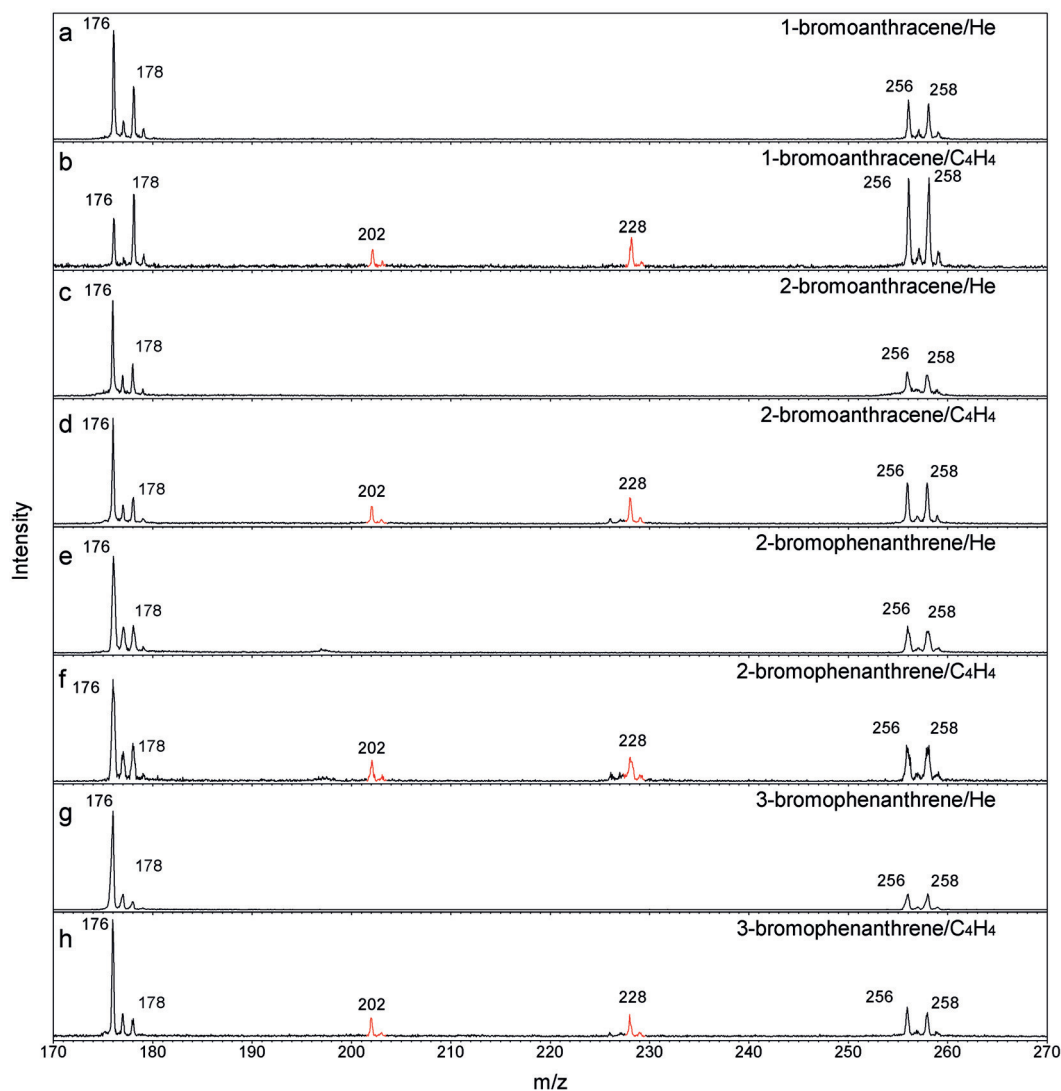 a 1-bromoanthracene/He
176 178 256 258
b 1-bromoanthracene/C₄H₄
176 178 202 228 256 258
c 2-bromoanthracene/He
176 178 256 258
d 2-bromoanthracene/C₄H₄
176 178 202 228 256 258
e 2-bromophenanthrene/He
176 178 256 258
f 2-bromophenanthrene/C₄H₄
176 178 202 228 256 258
g 3-bromophenanthrene/He
176 178 256 258
h 3-bromophenanthrene/C₄H₄
176 178 202 228 256 258
Intensity
170 180 190 200 210 220 230 240 250 260 270
m/z